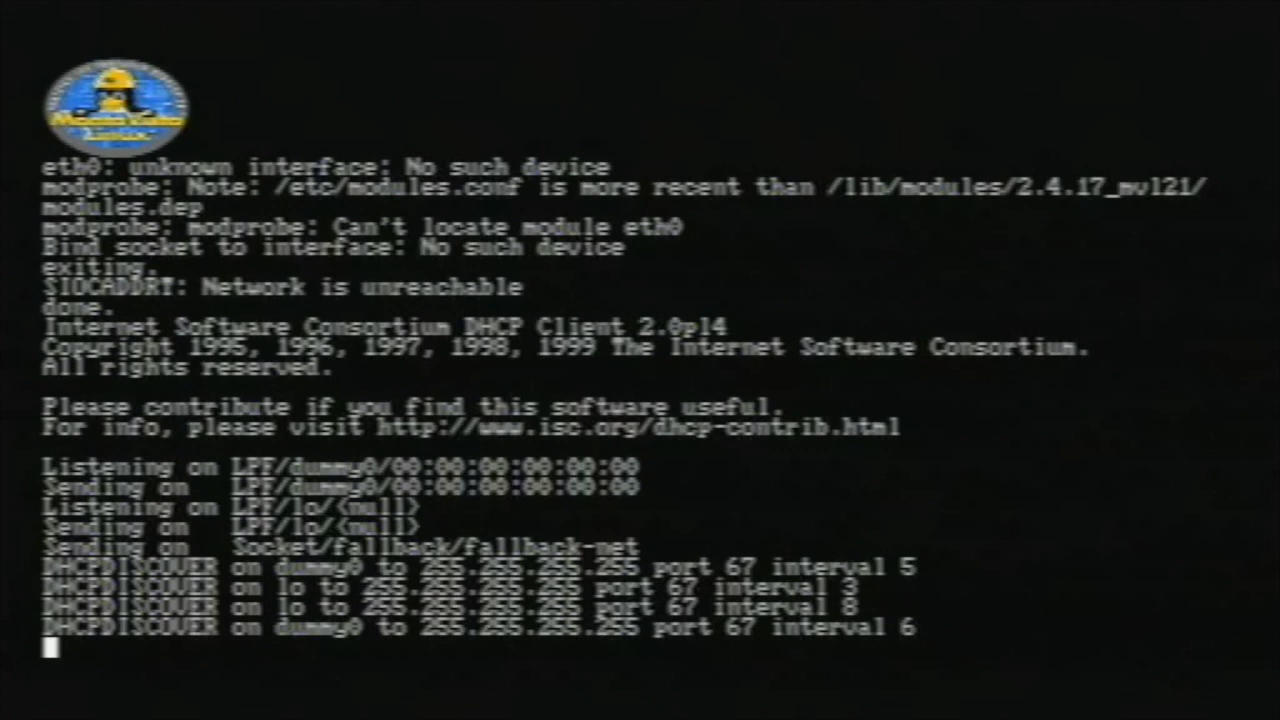 MontaVista
Linux
eth0: unknown interface: No such device
modprobe: Note: /etc/modules.conf is more recent than /lib/modules/2.4.17_mvl21/
modules.dep
modprobe: modprobe: Can't locate module eth0
Bind socket to interface: No such device
exiting.
SIOCADDRT: Network is unreachable
done.
Internet Software Consortium DHCP Client 2.0pl4
Copyright 1995, 1996, 1997, 1998, 1999 The Internet Software Consortium.
All rights reserved.
Please contribute if you find this software useful.
For info, please visit http://www.isc.org/dhcp-contrib.html
Listening on LPF/dummy0/00:00:00:00:00:00
Sending on   LPF/dummy0/00:00:00:00:00:00
Listening on LPF/lo/<null>
Sending on   LPF/lo/<null>
Sending on   Socket/fallback/fallback-net
DHCPDISCOVER on dummy0 to 255.255.255.255 port 67 interval 5
DHCPDISCOVER on lo to 255.255.255.255 port 67 interval 3
DHCPDISCOVER on lo to 255.255.255.255 port 67 interval 8
DHCPDISCOVER on dummy0 to 255.255.255.255 port 67 interval 6